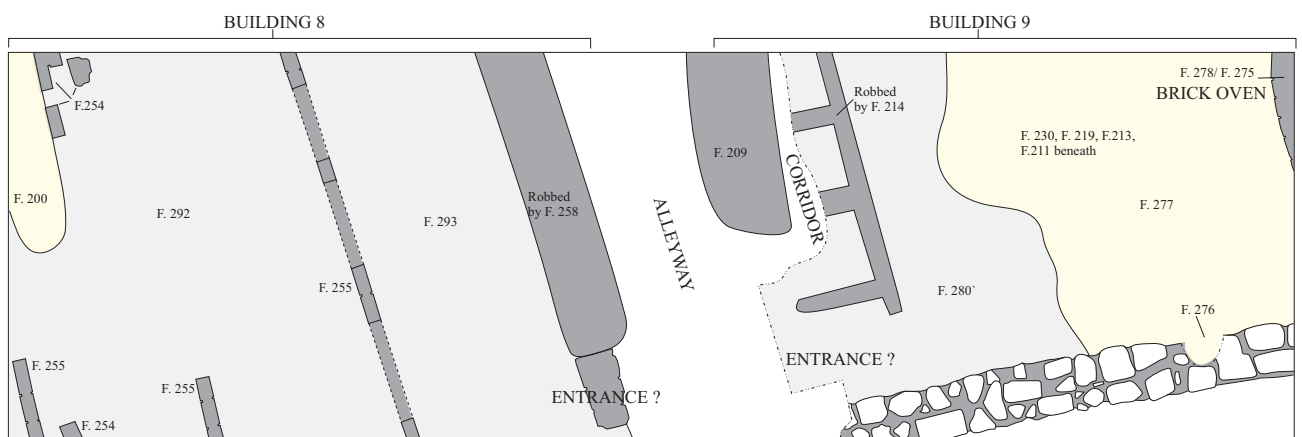 BUILDING 8
BUILDING 9
F.254
F. 278/ F. 275
BRICK OVEN
Robbed
by F. 214
F. 230, F. 219, F.213,
F.211 beneath
F. 209
CORRIDOR
F. 200
F. 292
Robbed
by F. 258
F. 293
ALLEYWAY
F. 277
F. 255
F. 280`
F. 276
ENTRANCE ?
F. 255
F. 255
ENTRANCE ?
F. 254